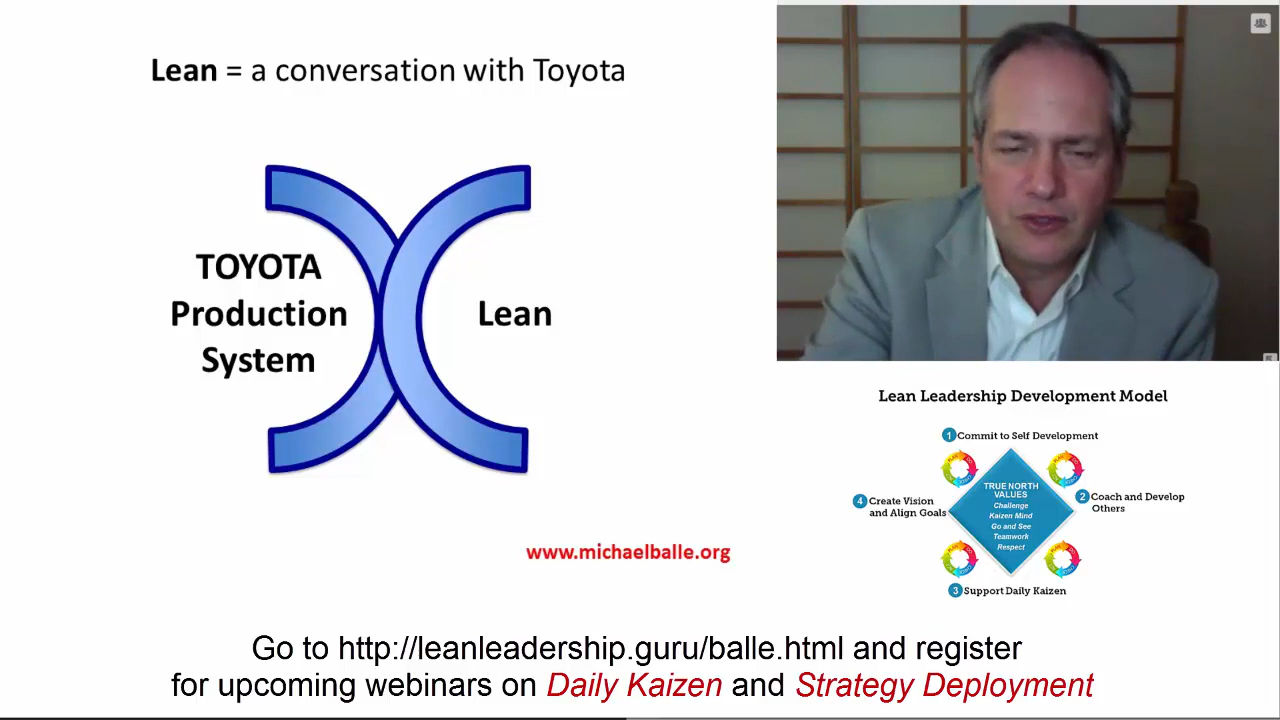 Lean = a conversation with Toyota
TOYOTA
Production
System
Lean
www.michaelballe.org
Lean Leadership Development Model
1 Commit to Self Development
TRUE NORTH
VALUES
Challenge
Kaizen Mind
Go and See
Teamwork
Respect
2 Coach and Develop
Others
4 Create Vision
and Align Goals
3 Support Daily Kaizen
Go to http://leanleadership.guru/balle.html and register
for upcoming webinars on Daily Kaizen and Strategy Deployment